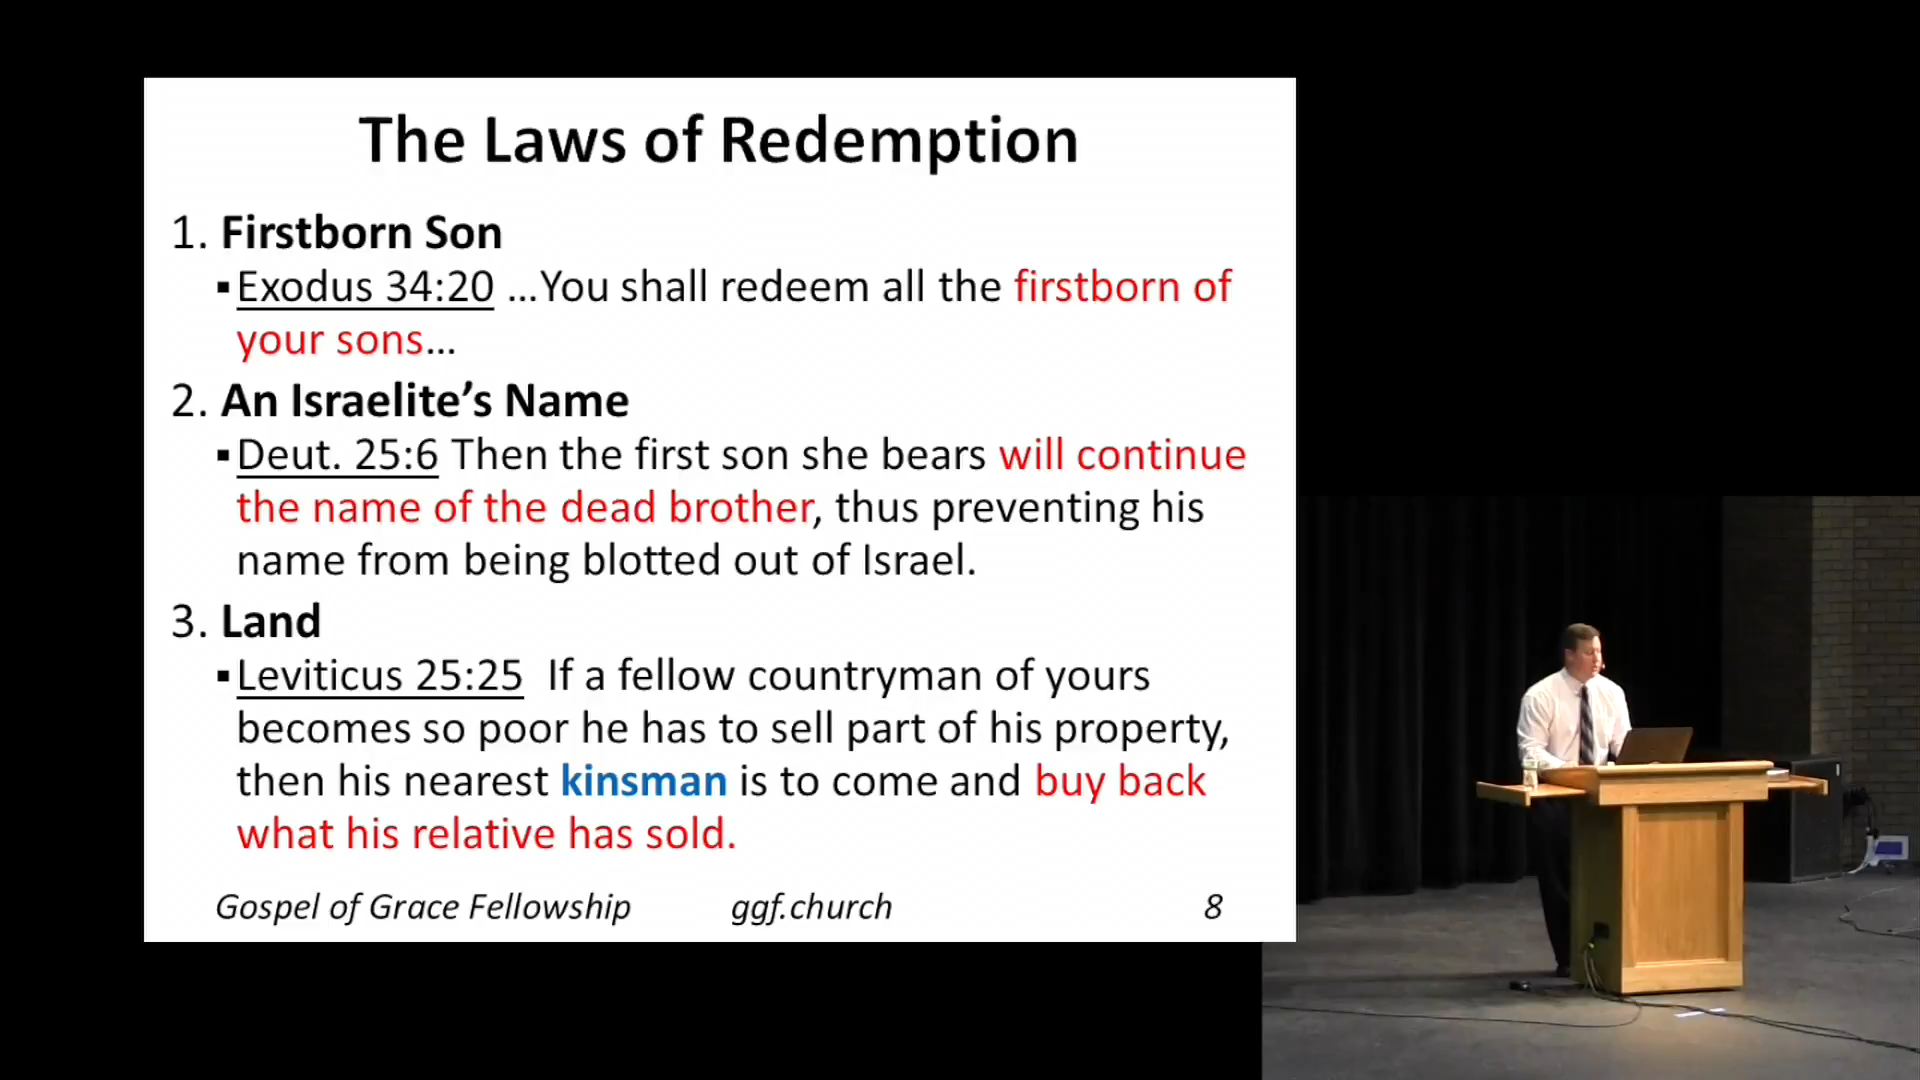 The Laws of Redemption
1. Firstborn Son
▪Exodus 34:20 …You shall redeem all the firstborn of
your sons…
2. An Israelite’s Name
▪Deut. 25:6 Then the first son she bears will continue
the name of the dead brother, thus preventing his
name from being blotted out of Israel.
3. Land
▪Leviticus 25:25 If a fellow countryman of yours
becomes so poor he has to sell part of his property,
then his nearest kinsman is to come and buy back
what his relative has sold.
Gospel of Grace Fellowship ggf.church 8